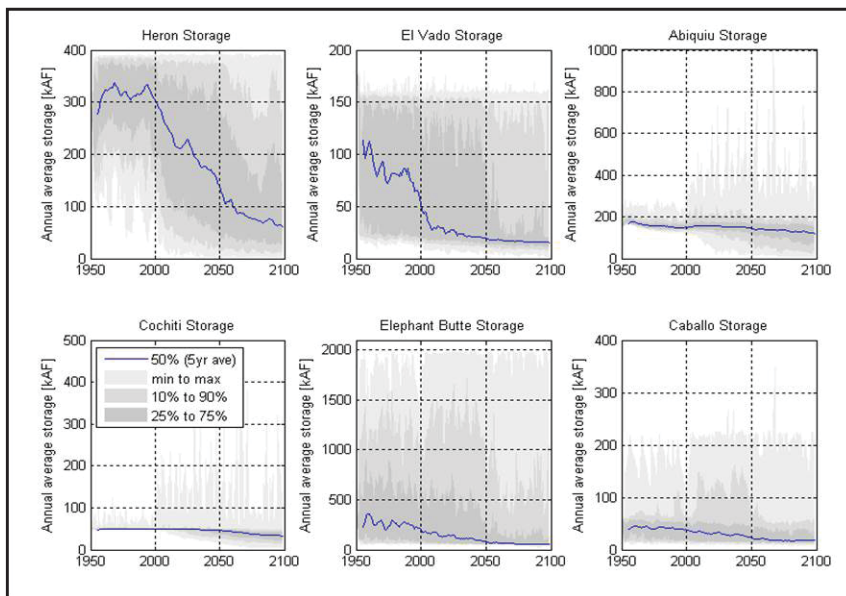 Heron Storage
Annual average storage [kAF]
400
300
200
100
0
1950 2000 2050 2100
El Vado Storage
Annual average storage [kAF]
200
150
100
50
0
1950 2000 2050 2100
Abiquiu Storage
Annual average storage [kAF]
1000
800
600
400
200
0
1950 2000 2050 2100
Cochiti Storage
Annual average storage [kAF]
500
400
300
200
100
0
50% (5yr ave)
min to max
10% to 90%
25% to 75%
1950 2000 2050 2100
Elephant Butte Storage
Annual average storage [kAF]
2000
1500
1000
500
0
1950 2000 2050 2100
Caballo Storage
Annual average storage [kAF]
400
300
200
100
0
1950 2000 2050 2100